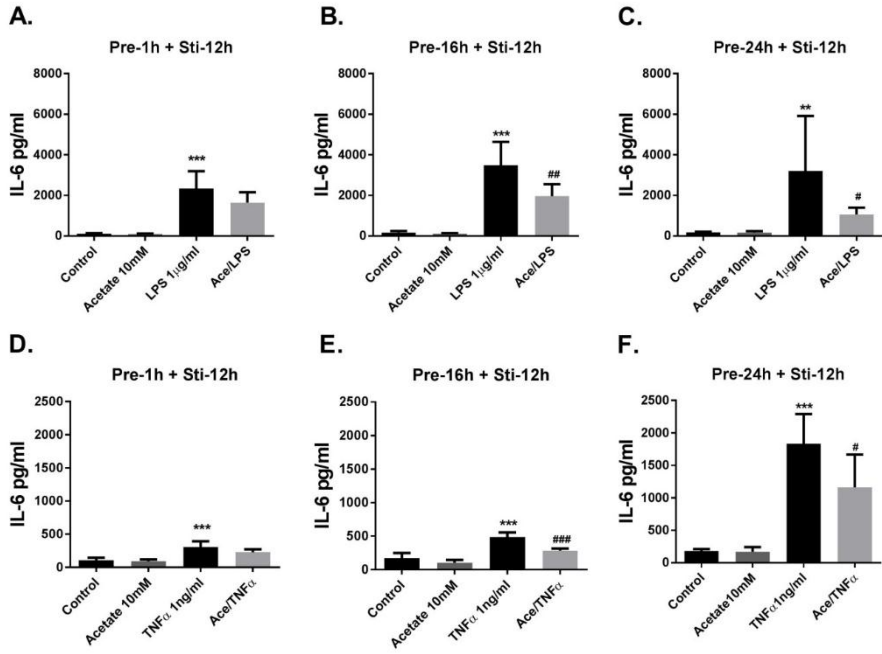 A.
Pre-1h + Sti-12h
IL-6 pg/ml
8000
6000
4000
2000
0
***
Control
Acetate 10mM
LPS 1μg/ml
Ace/LPS
B.
Pre-16h + Sti-12h
IL-6 pg/ml
8000
6000
4000
2000
0
***
##
Control
Acetate 10mM
LPS 1μg/ml
Ace/LPS
C.
Pre-24h + Sti-12h
IL-6 pg/ml
8000
6000
4000
2000
0
**
#
Control
Acetate 10mM
LPS 1μg/ml
Ace/LPS
D.
Pre-1h + Sti-12h
IL-6 pg/ml
2500
2000
1500
1000
500
0
***
Control
Acetate 10mM
TNFα 1ng/ml
Ace/TNFα
E.
Pre-16h + Sti-12h
IL-6 pg/ml
2500
2000
1500
1000
500
0
***
###
Control
Acetate 10mM
TNFα 1ng/ml
Ace/TNFα
F.
Pre-24h + Sti-12h
IL-6 pg/ml
2500
2000
1500
1000
500
0
***
#
Control
Acetate10mM
TNFα1ng/ml
Ace/TNFα